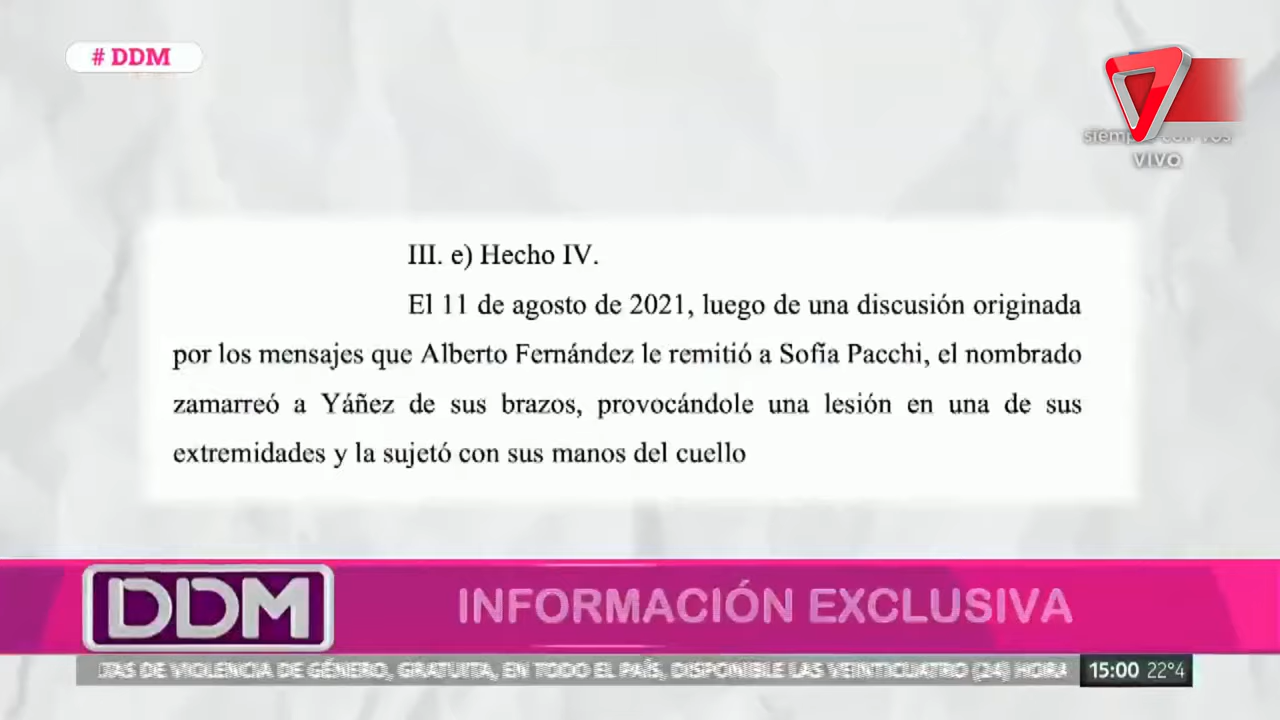 # DDM
siempre con vos
VIVO
III. e) Hecho IV.
El 11 de agosto de 2021, luego de una discusión originada
por los mensajes que Alberto Fernández le remitió a Sofía Pacchi, el nombrado
zamarreó a Yáñez de sus brazos, provocándole una lesión en una de sus
extremidades y la sujetó con sus manos del cuello
DDM
INFORMACIÓN EXCLUSIVA
DE VIOLENCIA DE GÉNERO, GRATUITA, EN TODO EL PAÍS, DISPONIBLE LAS VEINTICUATRO (24) HORA
15:00 22°4